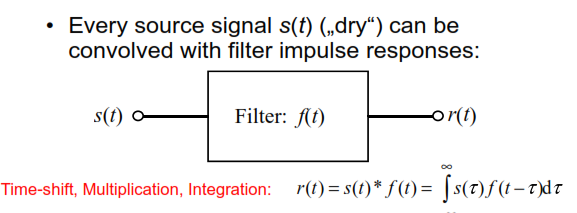 • Every source signal s(t) („dry“) can be
convolved with filter impulse responses:
s(t) Filter: f(t) r(t)
Time-shift, Multiplication, Integration: r(t) = s(t) * f(t) = ∫ s(τ) f(t − τ)dτ
∞